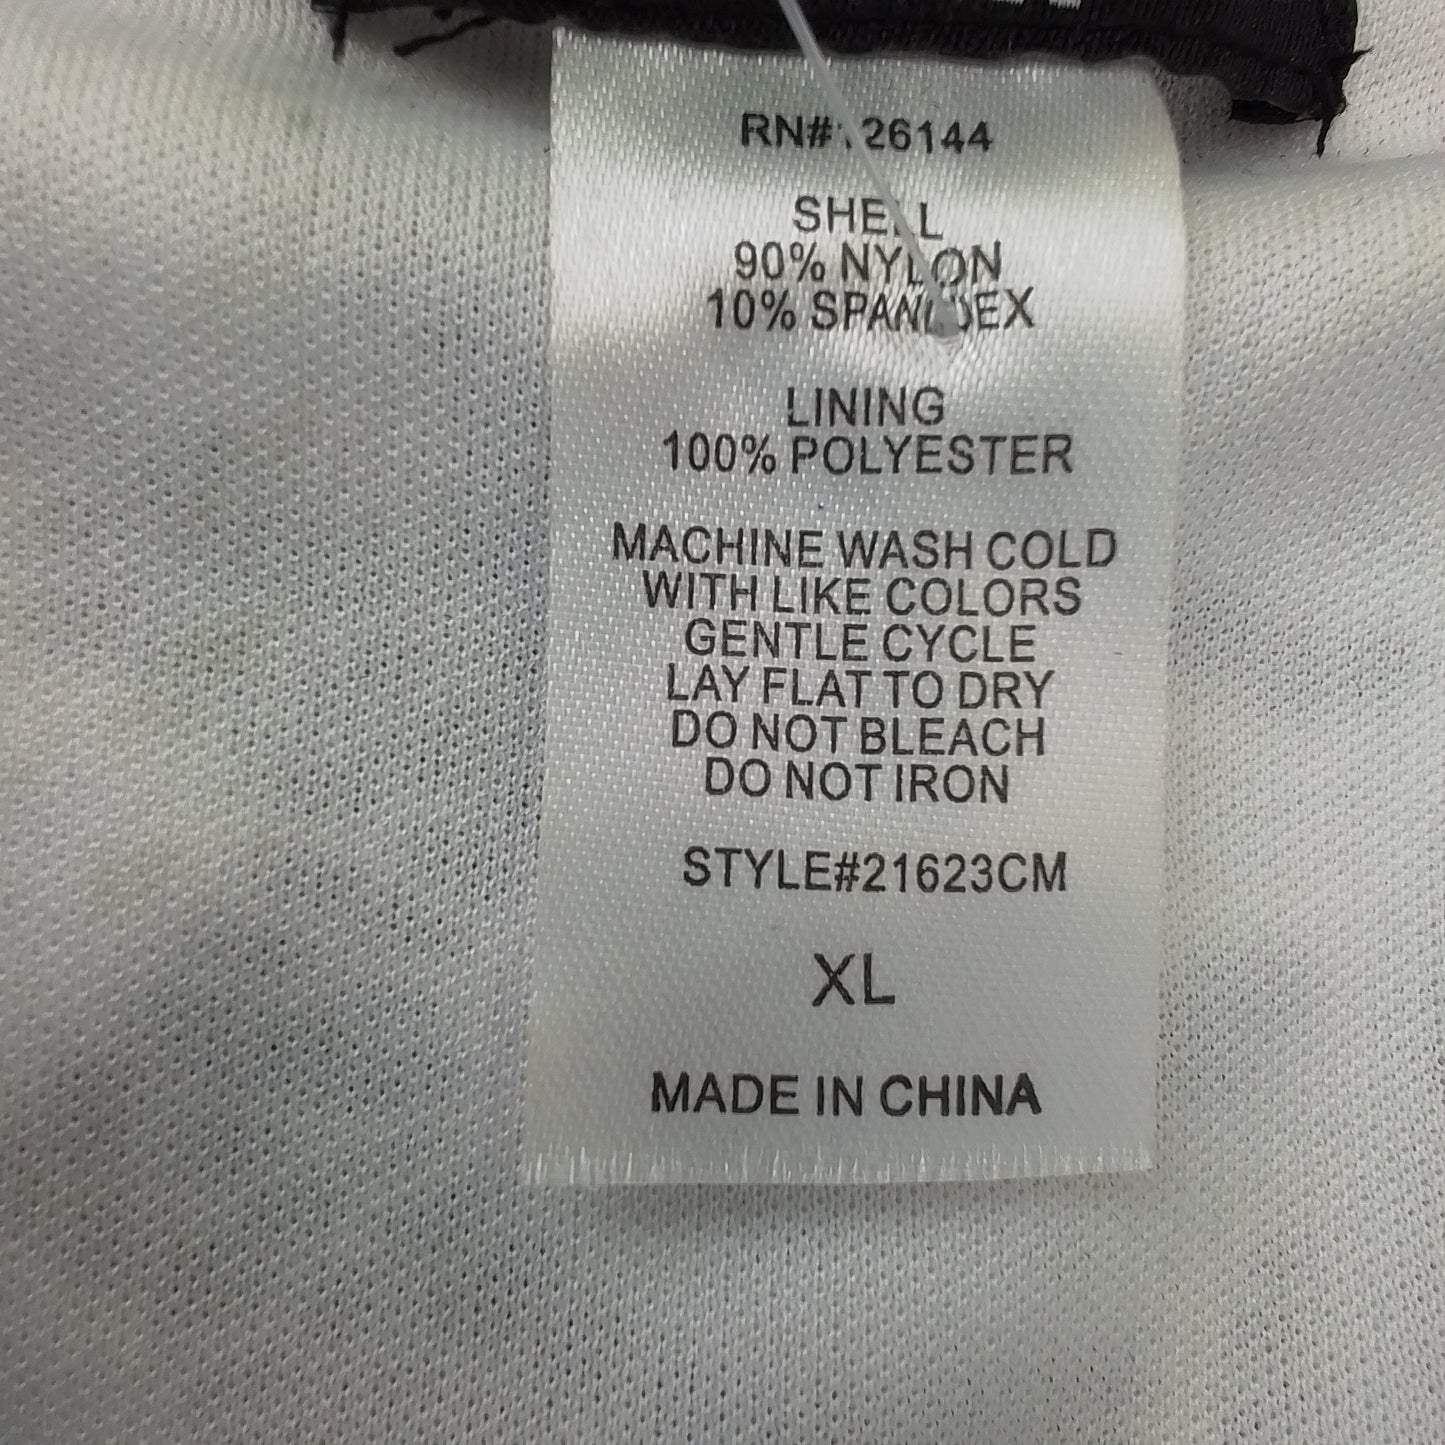 RN#126144
SHELL
90% NYLON
10% SPANDEX
LINING
100% POLYESTER
MACHINE WASH COLD
WITH LIKE COLORS
GENTLE CYCLE
LAY FLAT TO DRY
DO NOT BLEACH
DO NOT IRON
STYLE#21623CM
XL
MADE IN CHINA